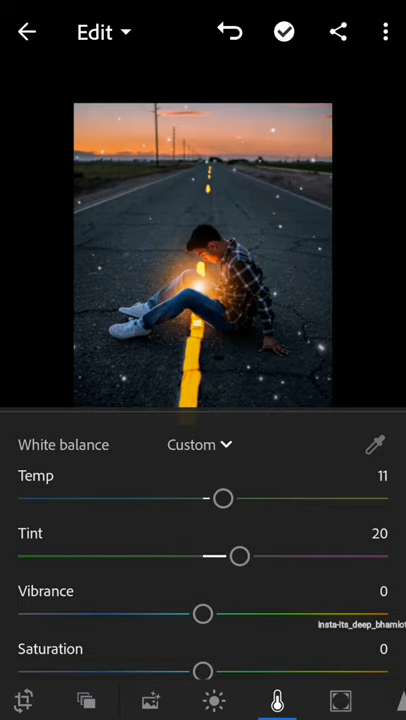 Edit
White balance Custom
Temp 11
Tint 20
Vibrance 0
Insta-its_deep_bhamiot
Saturation 0